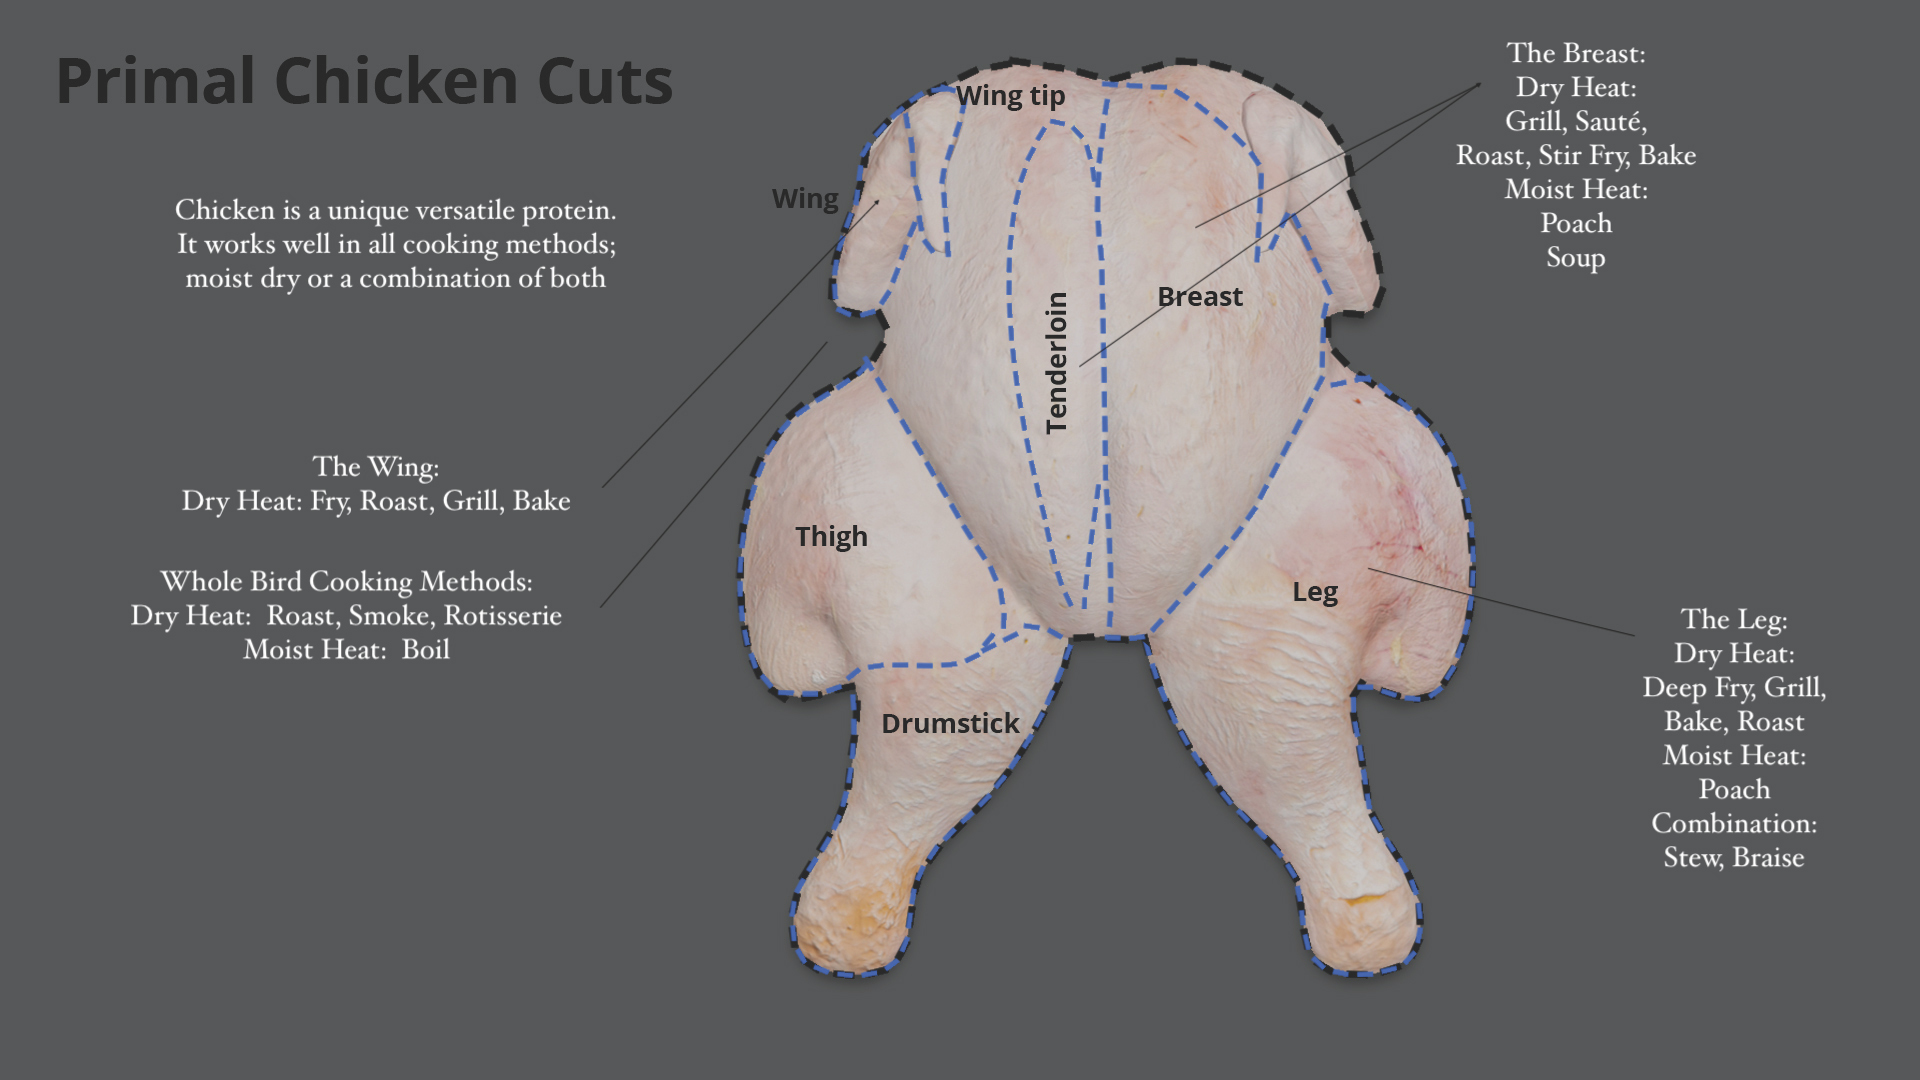 Primal Chicken Cuts
Chicken is a unique versatile protein.
It works well in all cooking methods;
moist dry or a combination of both
The Wing:
Dry Heat: Fry, Roast, Grill, Bake
Whole Bird Cooking Methods:
Dry Heat:  Roast, Smoke, Rotisserie
Moist Heat:  Boil
Wing tip
Wing
Tenderloin
Breast
Thigh
Leg
Drumstick
The Breast:
Dry Heat:
Grill, Sauté,
Roast, Stir Fry, Bake
Moist Heat:
Poach
Soup
The Leg:
Dry Heat:
Deep Fry, Grill,
Bake, Roast
Moist Heat:
Poach
Combination:
Stew, Braise